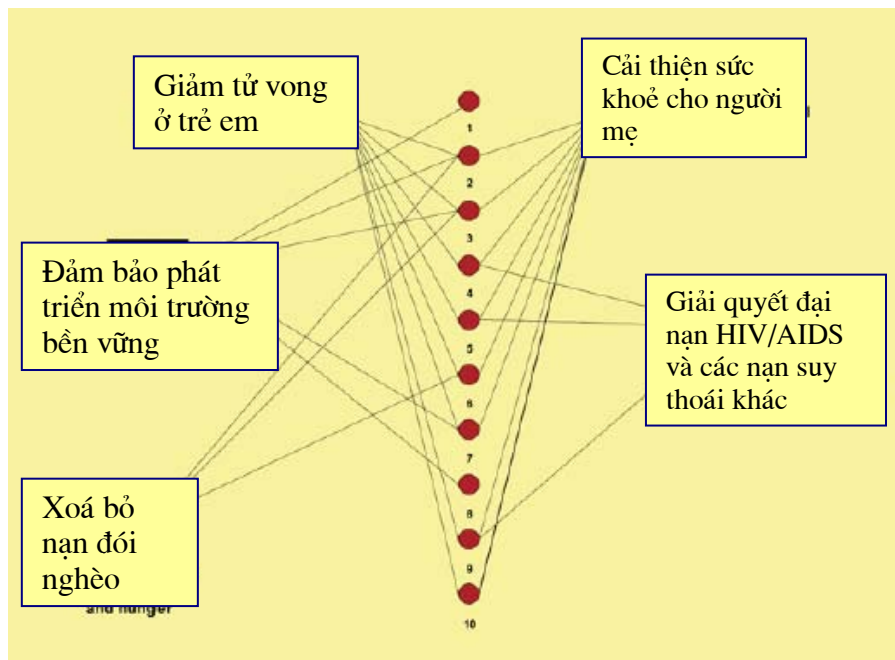 Giảm tử vong
ở trẻ em
Cải thiện sức
khoẻ cho người
mẹ
1
2
3
Đảm bảo phát
triển môi trường
bền vững
4
Giải quyết đại
nạn HIV/AIDS
và các nạn suy
thoái khác
5
6
7
Xoá bỏ
nạn đói
nghèo
8
9
and hunger
10